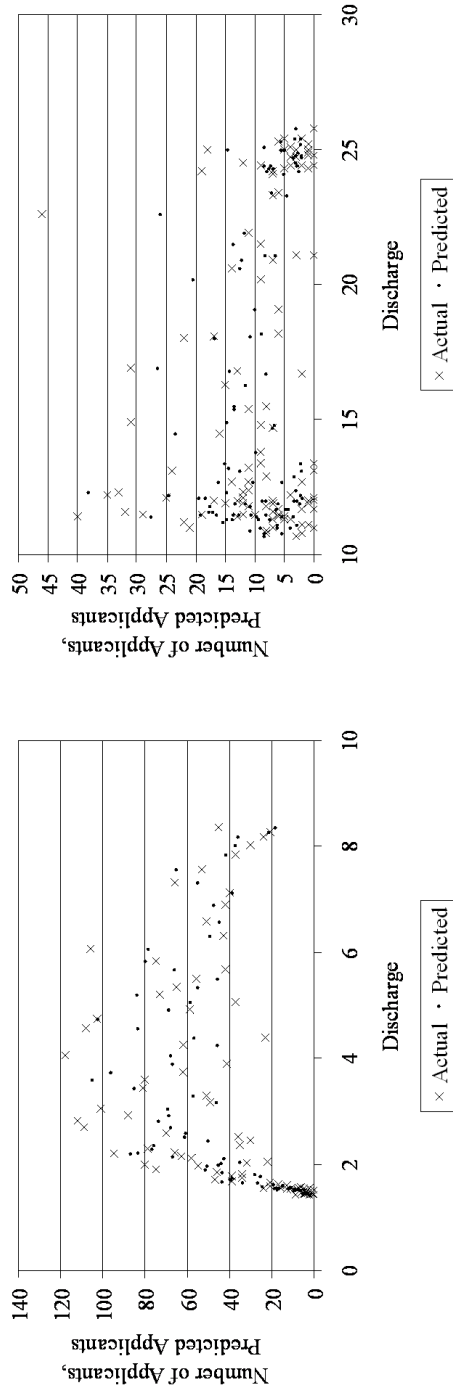 Number of Applicants,
Predicted Applicants
140
120
100
80
60
40
20
0
0 2 4 6 8 10
Discharge
× Actual • Predicted
Number of Applicants,
Predicted Applicants
50
45
40
35
30
25
20
15
10
5
0
10 15 20 25 30
Discharge
× Actual • Predicted